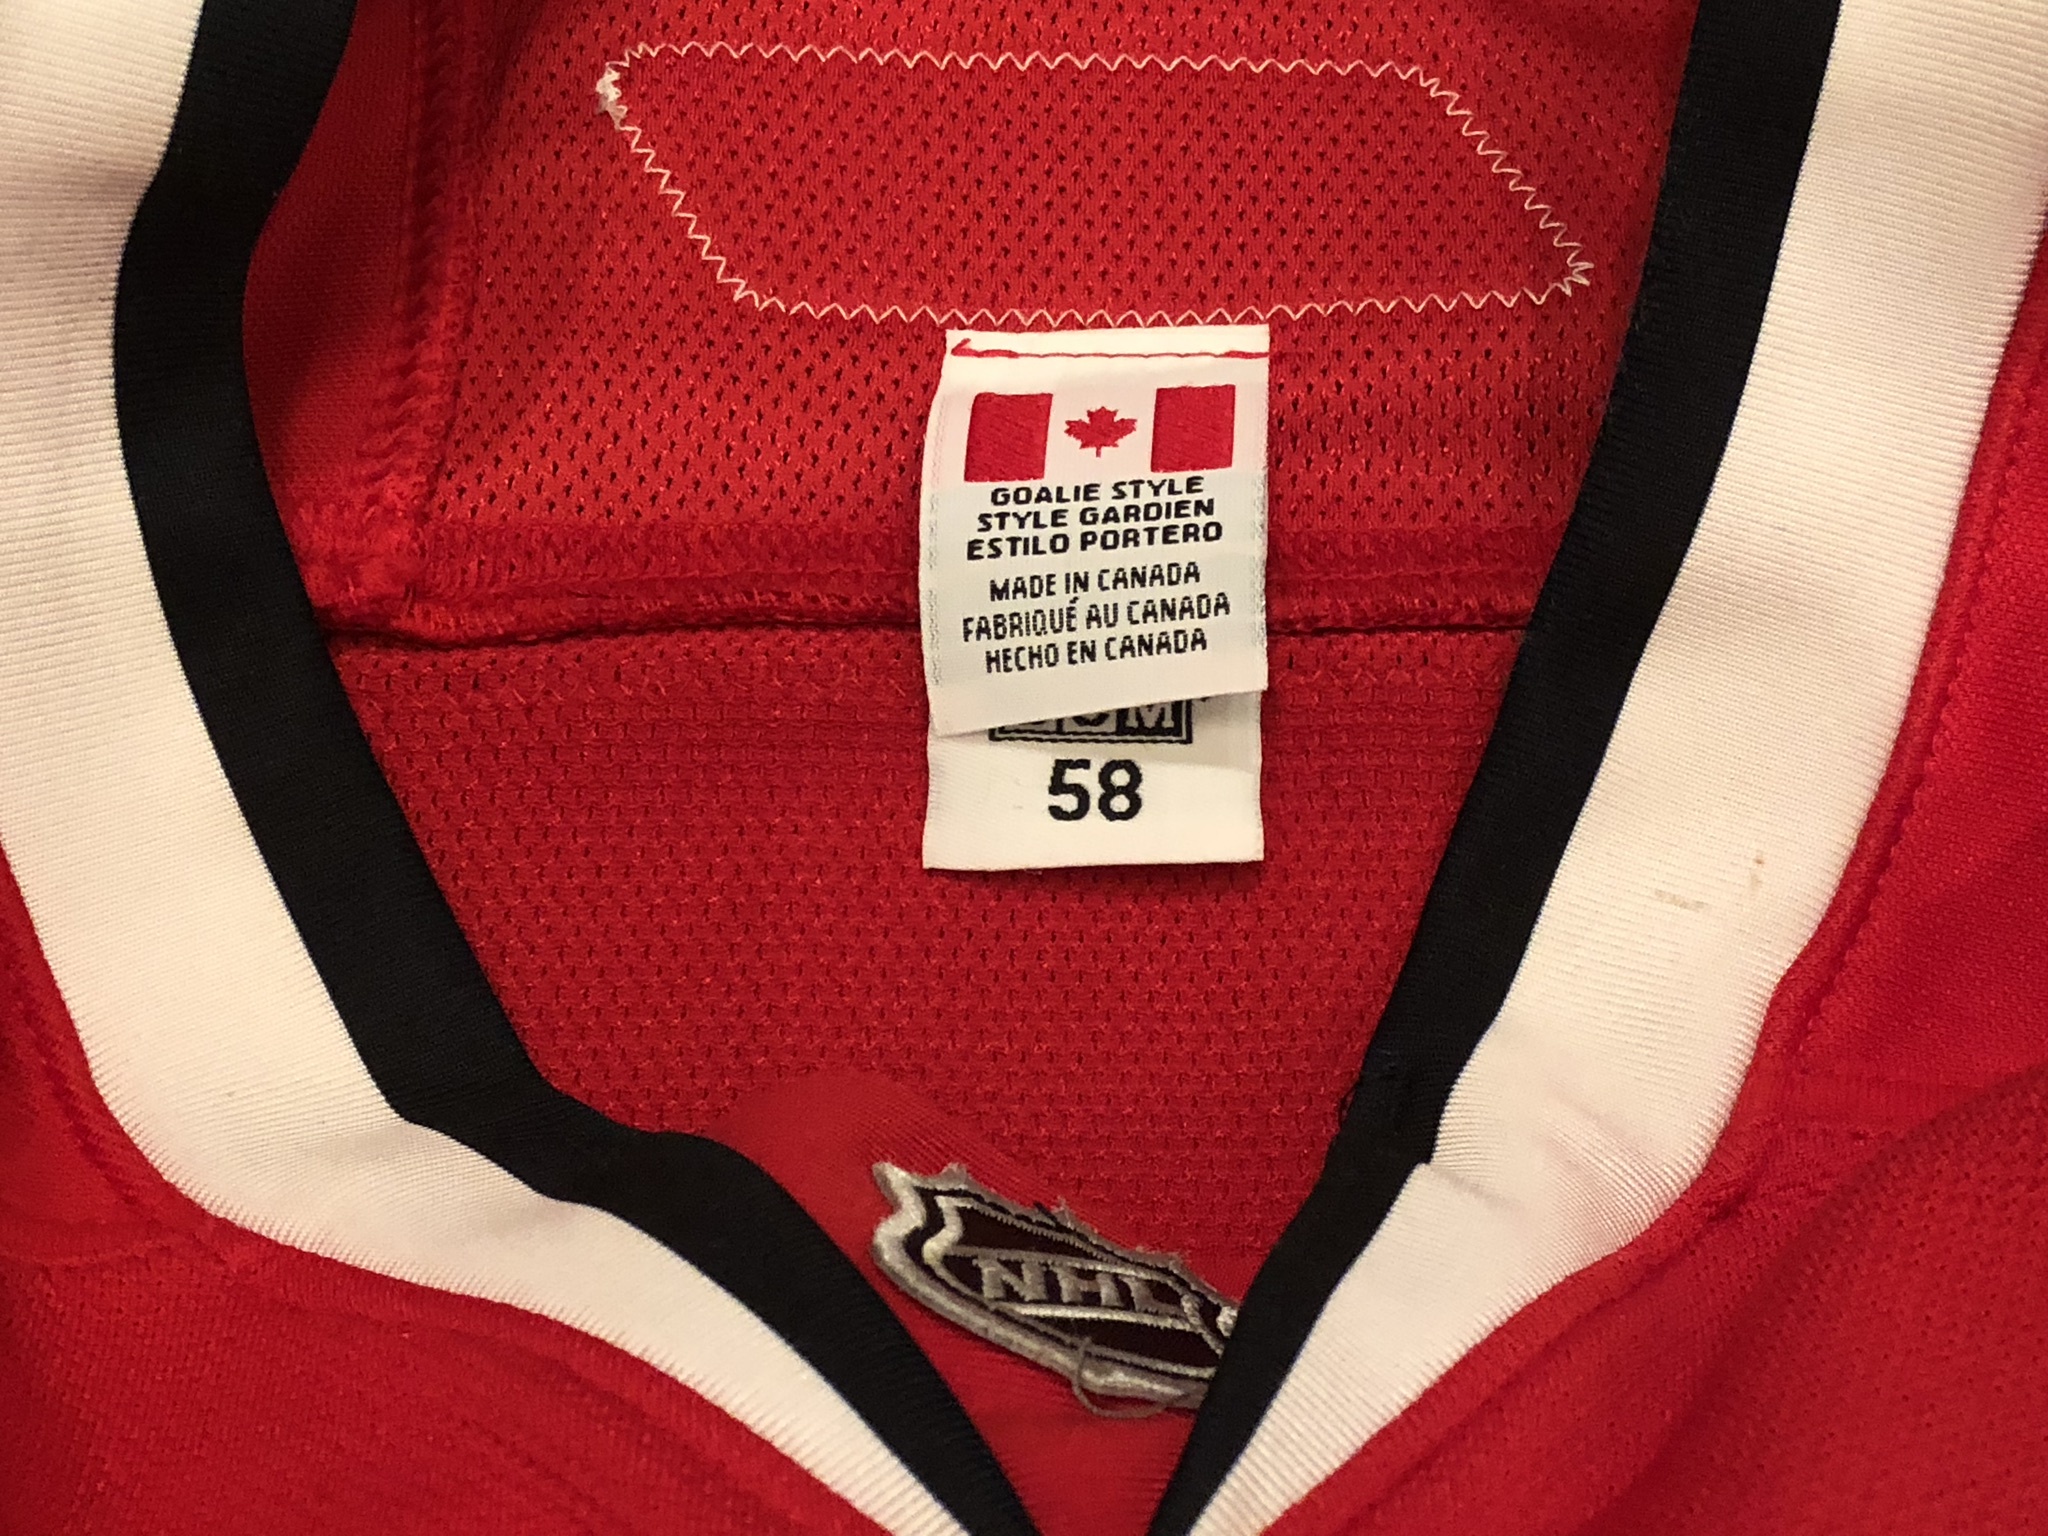 GOALIE STYLE
STYLE GARDIEN
ESTILO PORTERO
MADE IN CANADA
FABRIQUÉ AU CANADA
HECHO EN CANADA
58
NHL